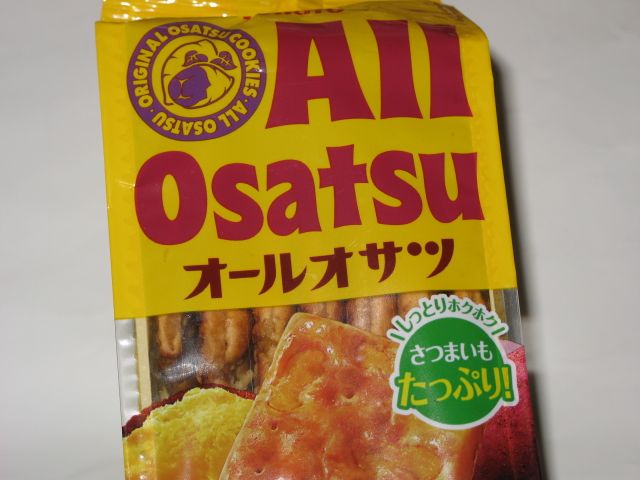 ORIGINAL OSATSU COOKIES · ALL OSATSU ·
All
Osatsu
オールオサツ
しっとりホクホク
さつまいも
たっぷり!